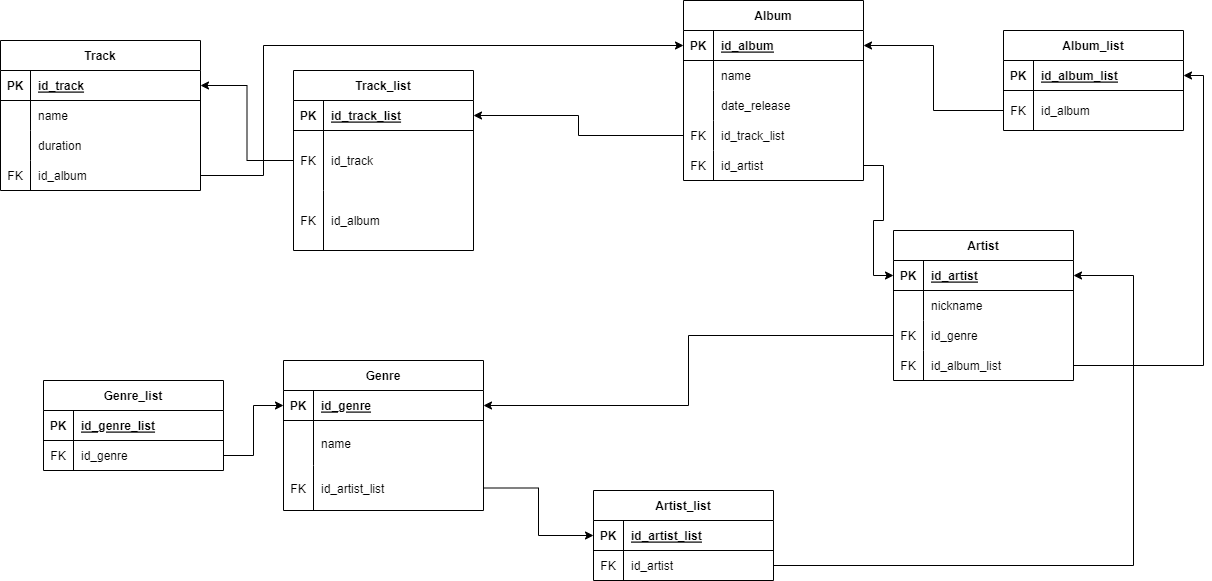 Track
PK id_track
name
duration
FK id_album
Track_list
PK id_track_list
FK id_track
FK id_album
Album
PK id_album
name
date_release
FK id_track_list
FK id_artist
Album_list
PK id_album_list
FK id_album
Artist
PK id_artist
nickname
FK id_genre
FK id_album_list
Genre_list
PK id_genre_list
FK id_genre
Genre
PK id_genre
name
FK id_artist_list
Artist_list
PK id_artist_list
FK id_artist